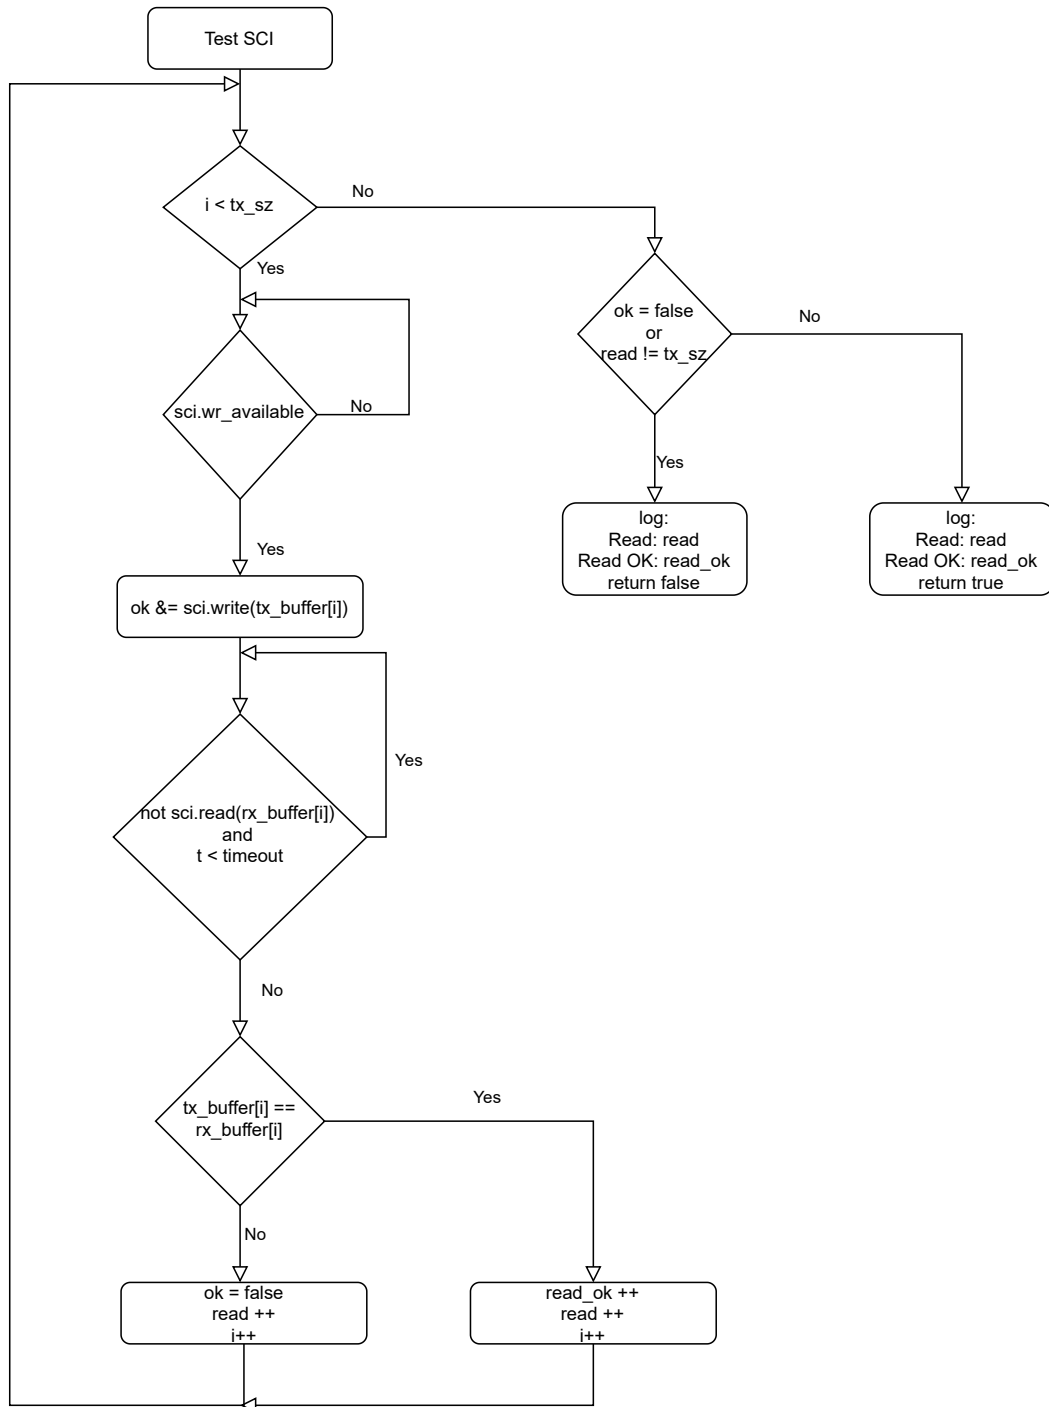 Test SCI
i < tx_sz
No
Yes
ok = false
or
read != tx_sz
No
sci.wr_available
No
Yes
log:
Read: read
Read OK: read_ok
return false
log:
Read: read
Read OK: read_ok
return true
Yes
ok &= sci.write(tx_buffer[i])
Yes
not sci.read(rx_buffer[i])
and
t < timeout
No
tx_buffer[i] ==
rx_buffer[i]
Yes
No
ok = false
read ++
i++
read_ok ++
read ++
i++